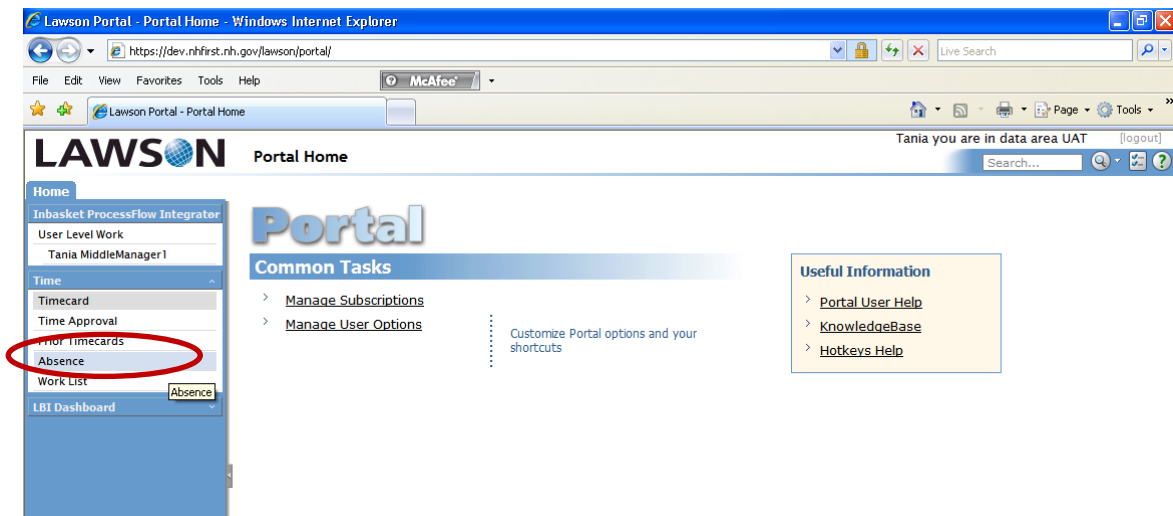 Lawson Portal - Portal Home - Windows Internet Explorer
https://dev.nhfirst.nh.gov/lawson/portal/
Live Search
File Edit View Favorites Tools Help
McAfee
Lawson Portal - Portal Home
Page Tools
LAWSON
Portal Home
Tania you are in data area UAT [logout]
Search...
Home
Inbasket ProcessFlow Integrator
User Level Work
Tania MiddleManager1
Time
Timecard
Time Approval
Prior Timecards
Absence
Work List
Absence
LBI Dashboard
Portal
Common Tasks
Manage Subscriptions
Manage User Options
Customize Portal options and your
shortcuts
Useful Information
Portal User Help
KnowledgeBase
Hotkeys Help